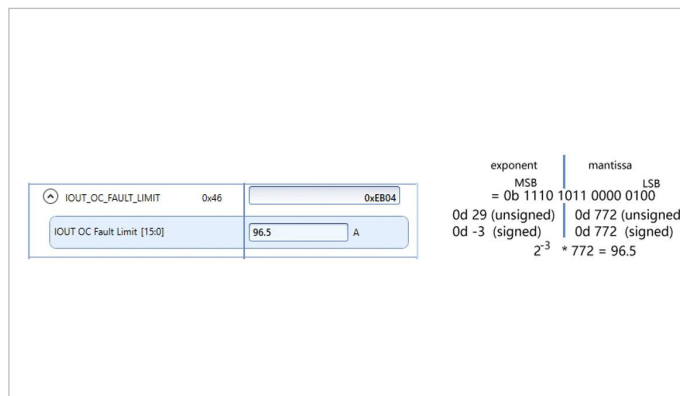 IOUT_OC_FAULT_LIMIT 0x46 0xEB04
IOUT OC Fault Limit [15:0] 96.5 A
exponent mantissa
MSB LSB
= 0b 1110 1011 0000 0100
0d 29 (unsigned) 0d 772 (unsigned
0d -3 (signed) 0d 772 (signed)
2^-3 * 772 = 96.5